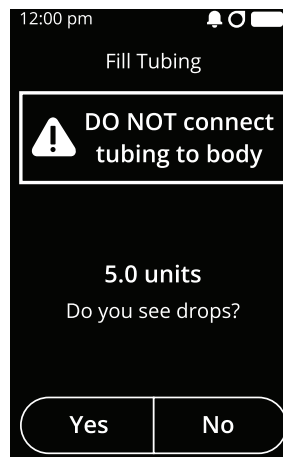 12:00 pm
Fill Tubing
DO NOT connect
tubing to body
5.0 units
Do you see drops?
Yes No